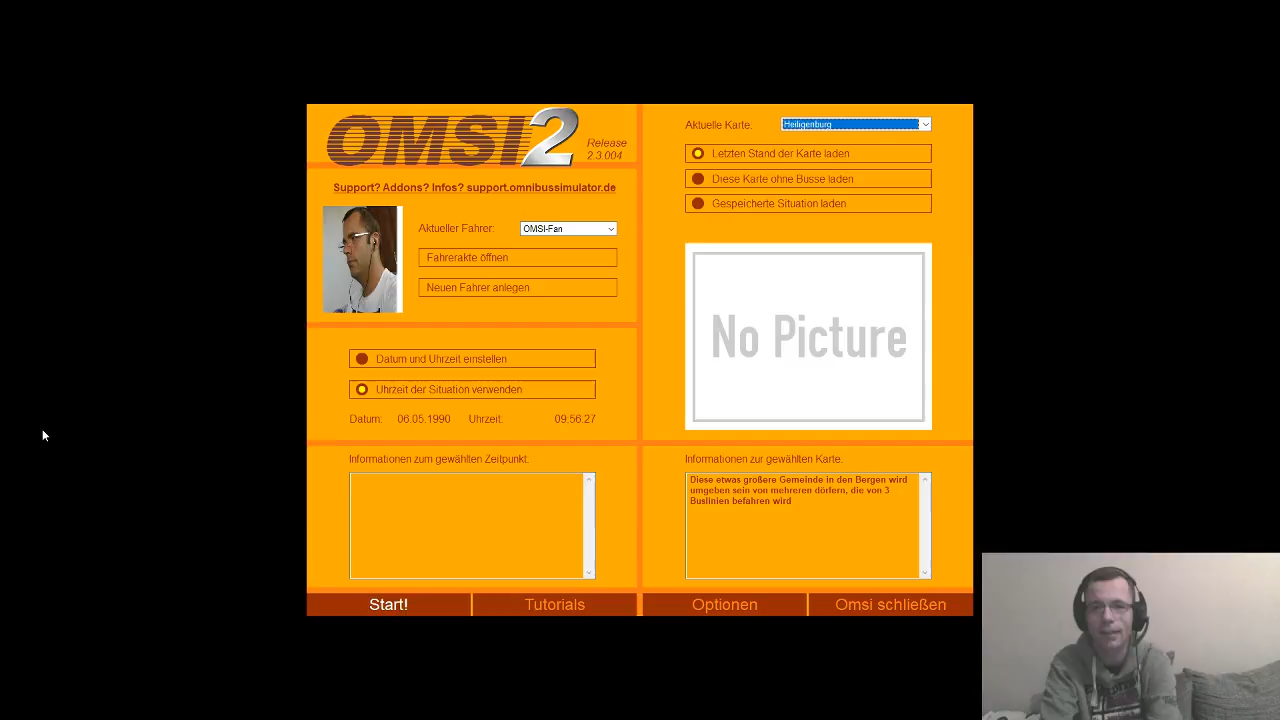 OMSI 2
Release
2.3.004
Support? Addons? Infos? support.omnibussimulator.de
Aktueller Fahrer:
OMSI-Fan
Fahrerakte öffnen
Neuen Fahrer anlegen
Datum und Uhrzeit einstellen
Uhrzeit der Situation verwenden
Datum: 06.05.1990 Uhrzeit: 09:56:27
Informationen zum gewählten Zeitpunkt:
Aktuelle Karte:
Heiligenburg
Letzten Stand der Karte laden
Diese Karte ohne Busse laden
Gespeicherte Situation laden
No Picture
Informationen zur gewählten Karte:
Diese etwas großere Gemeinde in den Bergen wird
umgeben sein von mehreren dörfern, die von 3
Buslinien befahren wird
Start!
Tutorials
Optionen
Omsi schließen